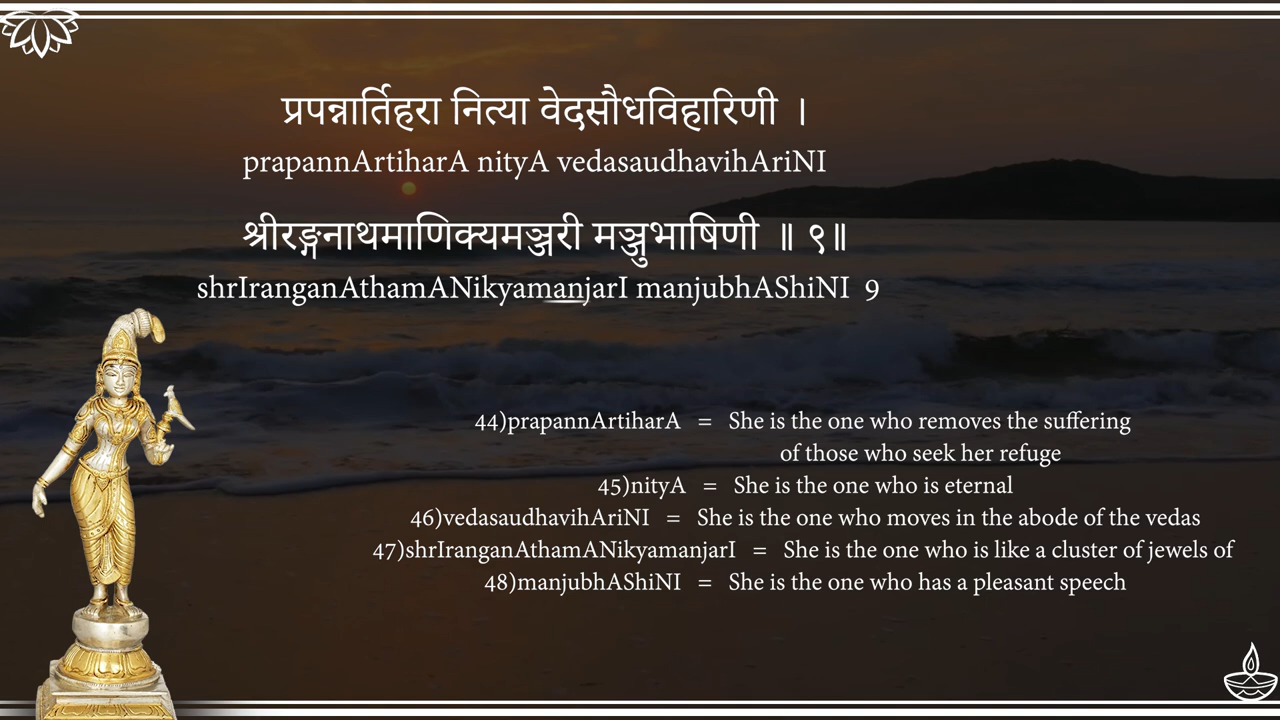 प्रपन्नार्तिहरा नित्या वेदसौधविहारिणी ।
prapannArtiharA nityA vedasaudhavihAriNI
श्रीरङ्गनाथमाणिक्यमञ्जरी मञ्जुभाषिणी ॥ ९॥
shrIranganAthamANikyamanjarI manjubhAShiNI 9
44)prapannArtiharA = She is the one who removes the suffering
of those who seek her refuge
45)nityA = She is the one who is eternal
46)vedasaudhavihAriNI = She is the one who moves in the abode of the vedas
47)shrIranganAthamANikyamanjarI = She is the one who is like a cluster of jewels of
48)manjubhAShiNI = She is the one who has a pleasant speech